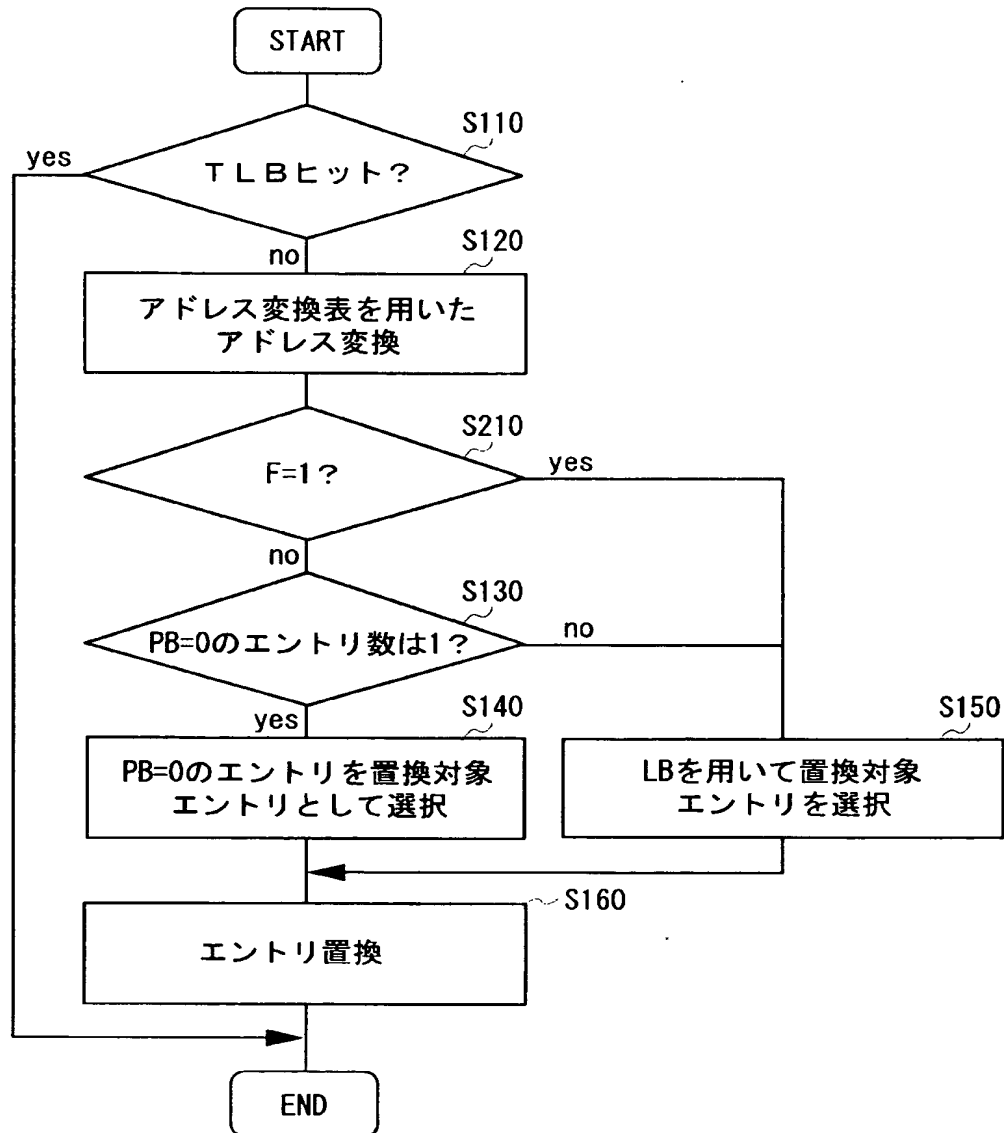 START
S110
yes
TLBヒット?
no
S120
アドレス変換表を用いた
アドレス変換
S210
F=1?
yes
no
S130
PB=0のエントリ数は1?
no
yes
S140
S150
PB=0のエントリを置換対象
エントリとして選択
LBを用いて置換対象
エントリを選択
S160
エントリ置換
END